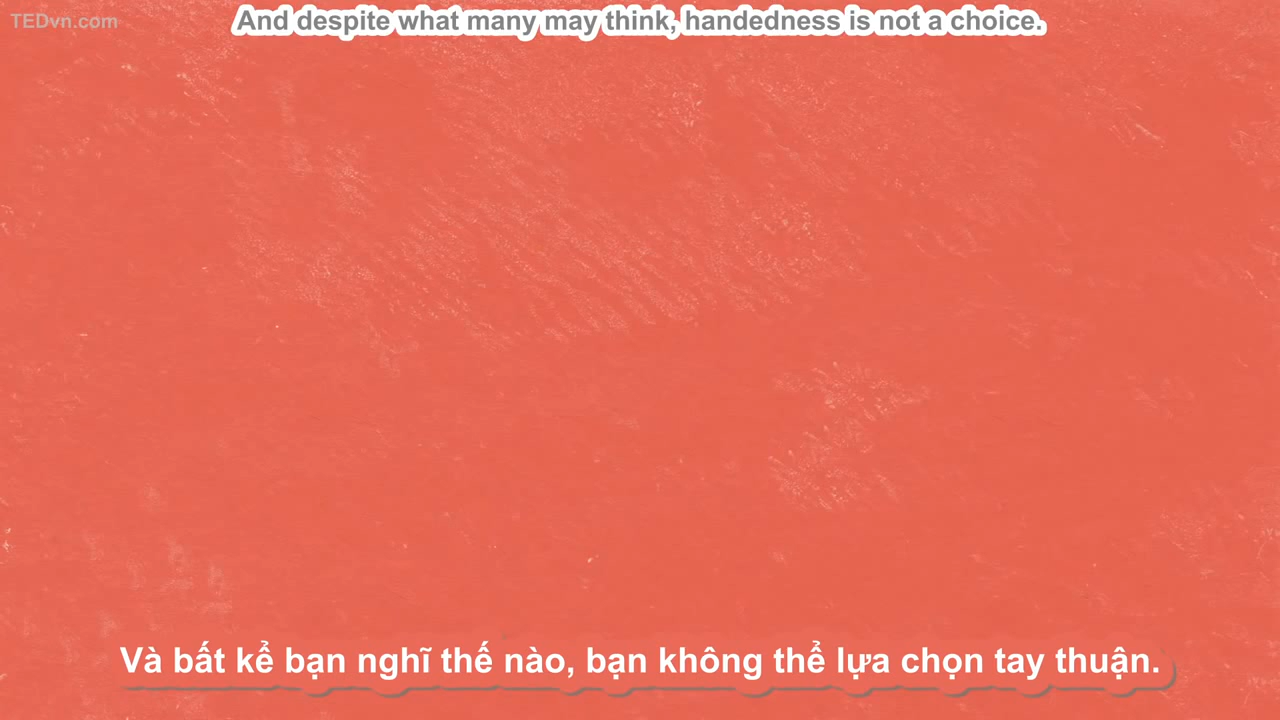 TEDvn.com
And despite what many may think, handedness is not a choice.
Và bất kể bạn nghĩ thế nào, bạn không thể lựa chọn tay thuận.